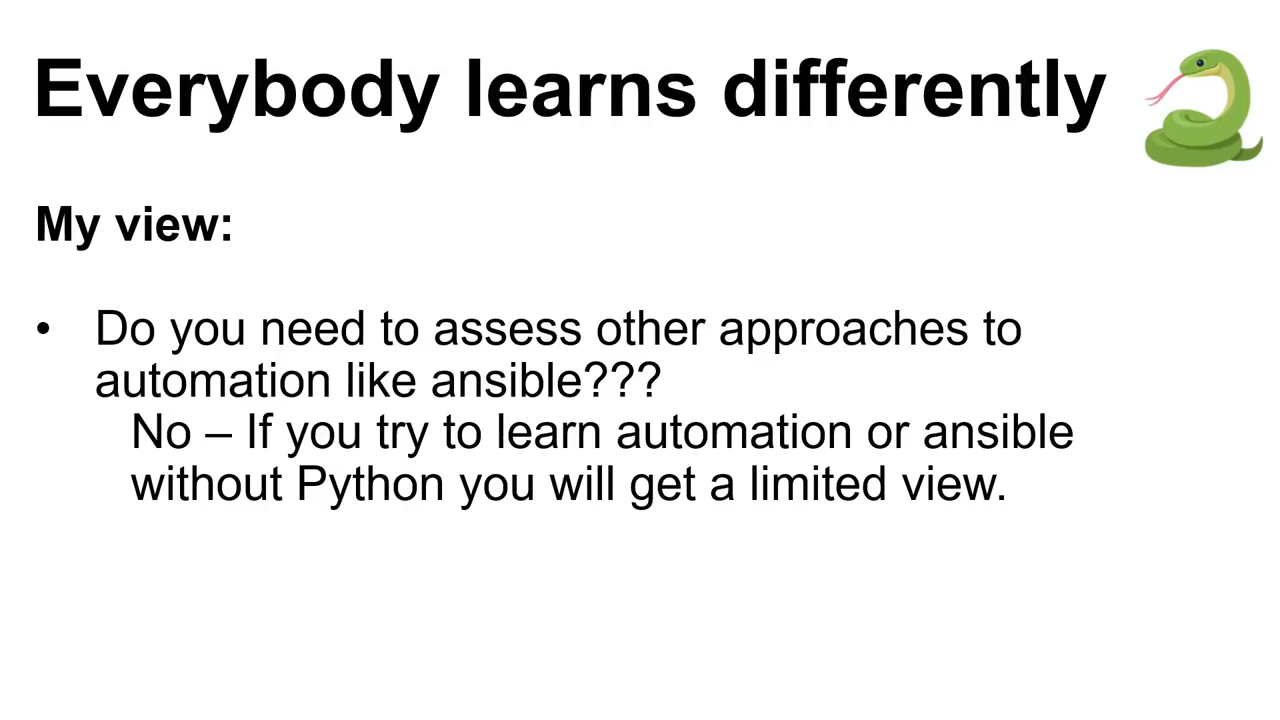 Everybody learns differently
My view:
• Do you need to assess other approaches to
automation like ansible???
No – If you try to learn automation or ansible
without Python you will get a limited view.